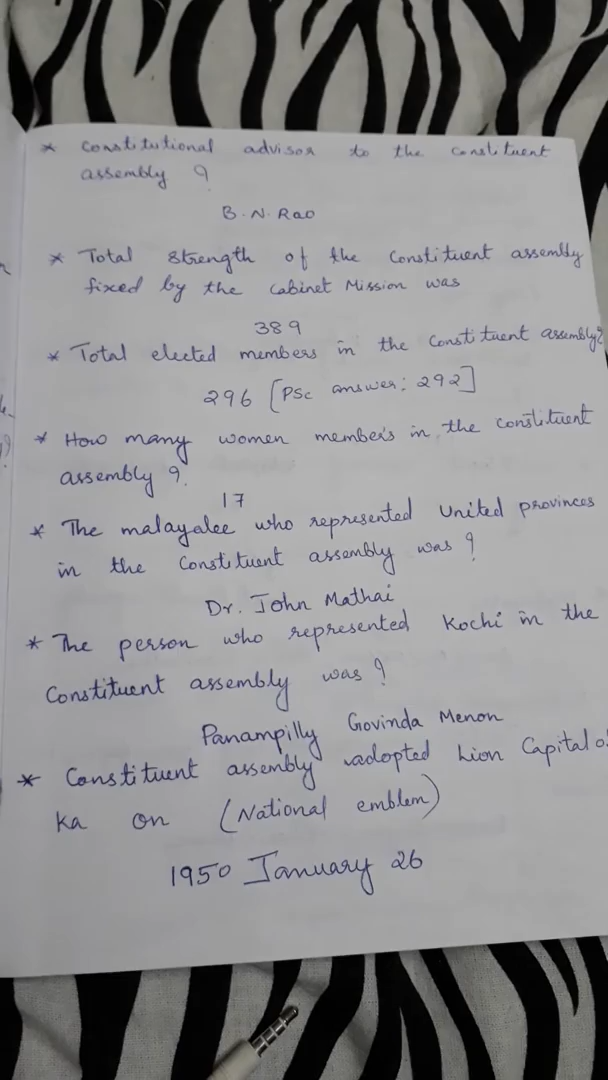 * Constitutional advisor to the Constituent
assembly ?
B.N. Rao
* Total strength of the Constituent assembly
fixed by the Cabinet Mission was
389
* Total elected members in the Constituent assembly?
296 [PSc answer: 292]
* How many women members in the constituent
assembly ?.
17
* The malayalee who represented United provinces
in the Constituent assembly was ?
Dr. John Mathai
* The person who represented Kochi in the
Constituent assembly was ?
Panampilly Govinda Menon
* Constituent assembly adopted Lion Capital
ka on (National emblem)
1950 January 26